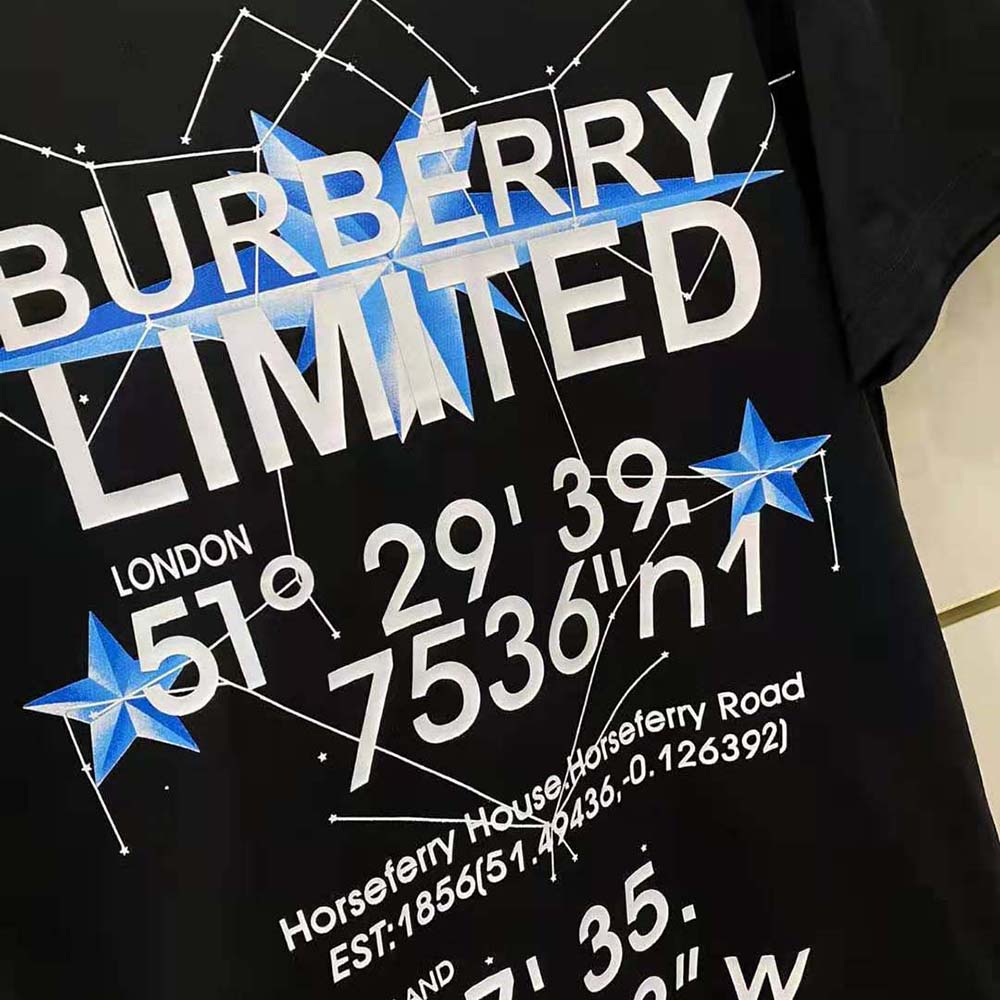 BURBERRY
LIMITED
LONDON
51° 29' 39.
7536"n1
Horseferry House.Horseferry Road
EST:1856(51.49436,-0.126392)
35.
" W